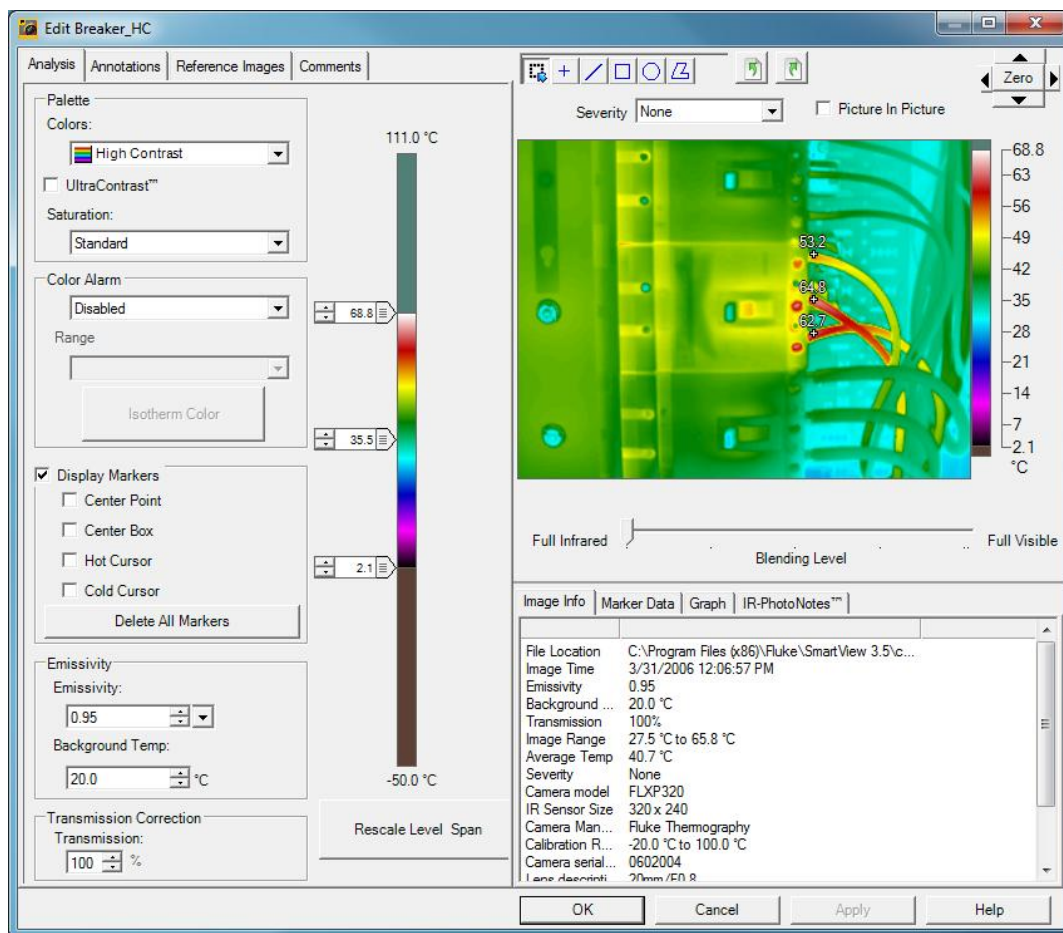 Edit Breaker_HC
Analysis
Annotations
Reference Images
Comments
Palette
Colors:
High Contrast
UltraContrast™
Saturation:
Standard
Color Alarm
Disabled
Range
Isotherm Color
Display Markers
Center Point
Center Box
Hot Cursor
Cold Cursor
Delete All Markers
Emissivity
Emissivity:
0.95
Background Temp:
20.0 °C
Transmission Correction
Transmission:
100 %
111.0 °C
68.8
35.5
2.1
-50.0 °C
Rescale Level Span
Zero
Severity None
Picture In Picture
53.2
64.8
62.7
68.8
63
56
49
42
35
28
21
14
7
2.1
°C
Full Infrared
Blending Level
Full Visible
Image Info
Marker Data
Graph
IR-PhotoNotes™
File Location C:\Program Files (x86)\Fluke\SmartView 3.5\c...
Image Time 3/31/2006 12:06:57 PM
Emissivity 0.95
Background ... 20.0 °C
Transmission 100%
Image Range 27.5 °C to 65.8 °C
Average Temp 40.7 °C
Severity None
Camera model FLXP320
IR Sensor Size 320 x 240
Camera Man... Fluke Thermography
Calibration R... -20.0 °C to 100.0 °C
Camera serial... 0602004
Lens descripti... 20mm/F0.8
OK
Cancel
Apply
Help